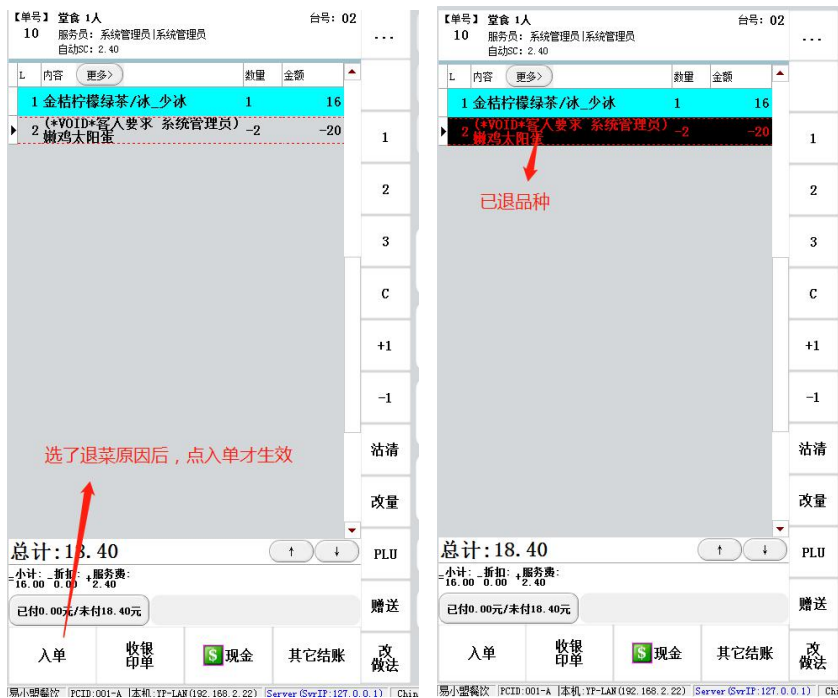 【单号】 堂食 1人 台号: 02
10 服务员: 系统管理员|系统管理员
自动SC: 2.40
...
L 内容 更多> 数量 金额
1 金桔柠檬绿茶/冰_少冰 1 16
(*VOID*客人要求 系统管理员)
2 嫩鸡太阳蛋 -2 -20
1
2
3
C
+1
-1
选了退菜原因后，点入单才生效
沽清
改量
总计:18.40
↑ ↓
PLU
=小计: -折扣: +服务费:
16.00 0.00 2.40
已付0.00元/未付18.40元
赠送
入单 收银印单 $ 现金 其它结账 改做法
易小盟餐饮 PCID:001-A 本机:YP-LAN(192.168.2.22) Server(SvrIP:127.0.0.1) Chin
【单号】 堂食 1人 台号: 02
10 服务员: 系统管理员|系统管理员
自动SC: 2.40
...
L 内容 更多> 数量 金额
1 金桔柠檬绿茶/冰_少冰 1 16
(*VOID*客人要求 系统管理员)
2 嫩鸡太阳蛋 -2 -20
已退品种
1
2
3
C
+1
-1
沽清
改量
总计:18.40
↑ ↓
PLU
=小计: -折扣: +服务费:
16.00 0.00 2.40
已付0.00元/未付18.40元
赠送
入单 收银印单 $ 现金 其它结账 改做法
易小盟餐饮 PCID:001-A 本机:YP-LAN(192.168.2.22) Server(SvrIP:127.0.0.1) Ch